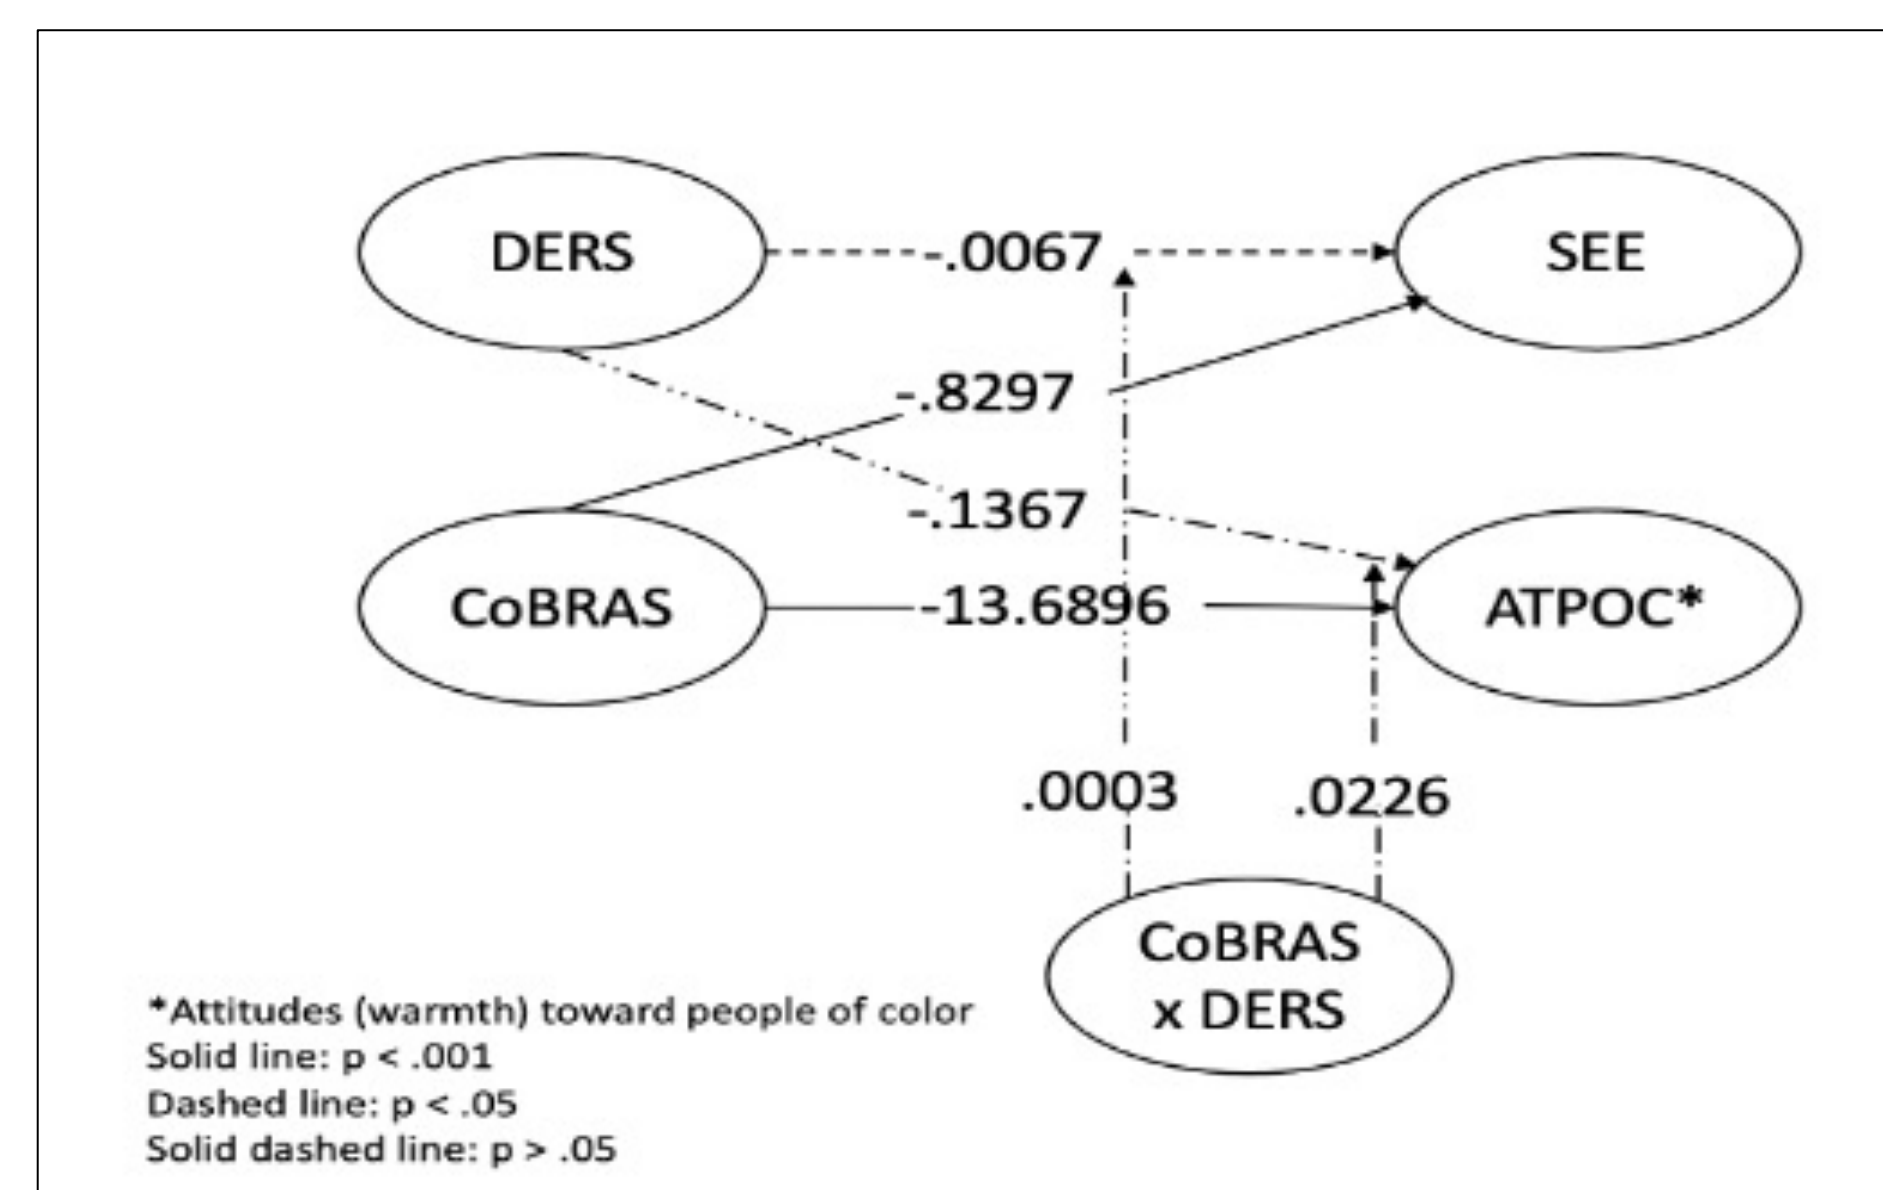 DERS
-.0067
SEE
-.8297
-.1367
CoBRAS
-13.6896
ATPOC*
.0003
.0226
CoBRAS
x DERS
*Attitudes (warmth) toward people of color
Solid line: p < .001
Dashed line: p < .05
Solid dashed line: p > .05